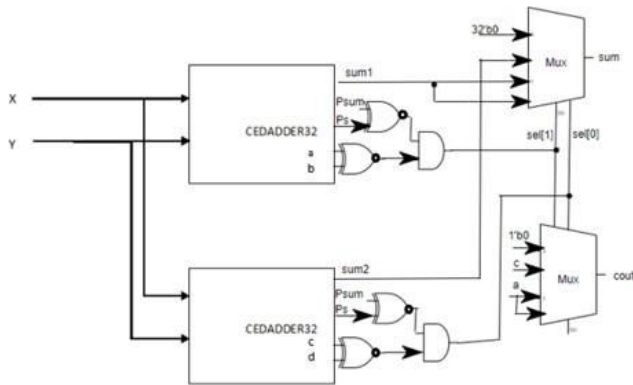 32'b0
Mux
sum
sum1
X
Psum
Ps
CEDADDER32
Y
a
b
sel[1]
sel[0]
1'b0
c
a
Mux
cout
sum2
Psum
Ps
CEDADDER32
c
d